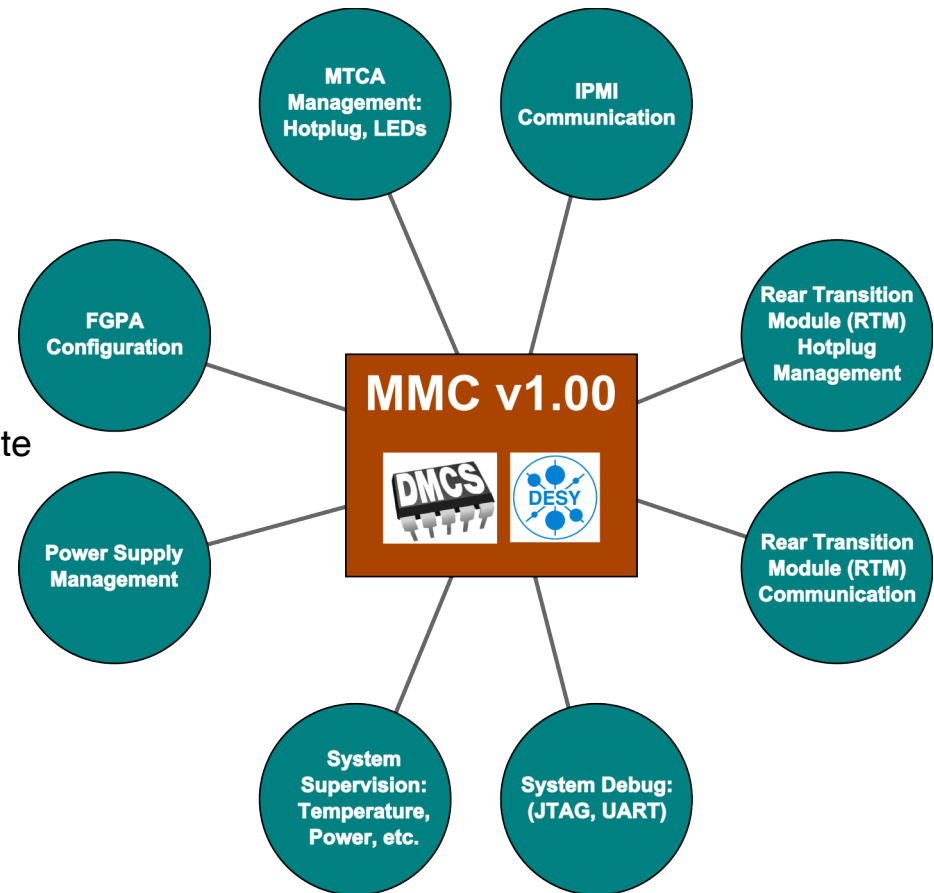 MTCA
Management:
Hotplug, LEDs
IPMI
Communication
FGPA
Configuration
Rear Transition
Module (RTM)
Hotplug
Management
MMC v1.00
DMCS
DESY
te
Power Supply
Management
Rear Transition
Module (RTM)
Communication
System
Supervision:
Temperature,
Power, etc.
System Debug:
(JTAG, UART)